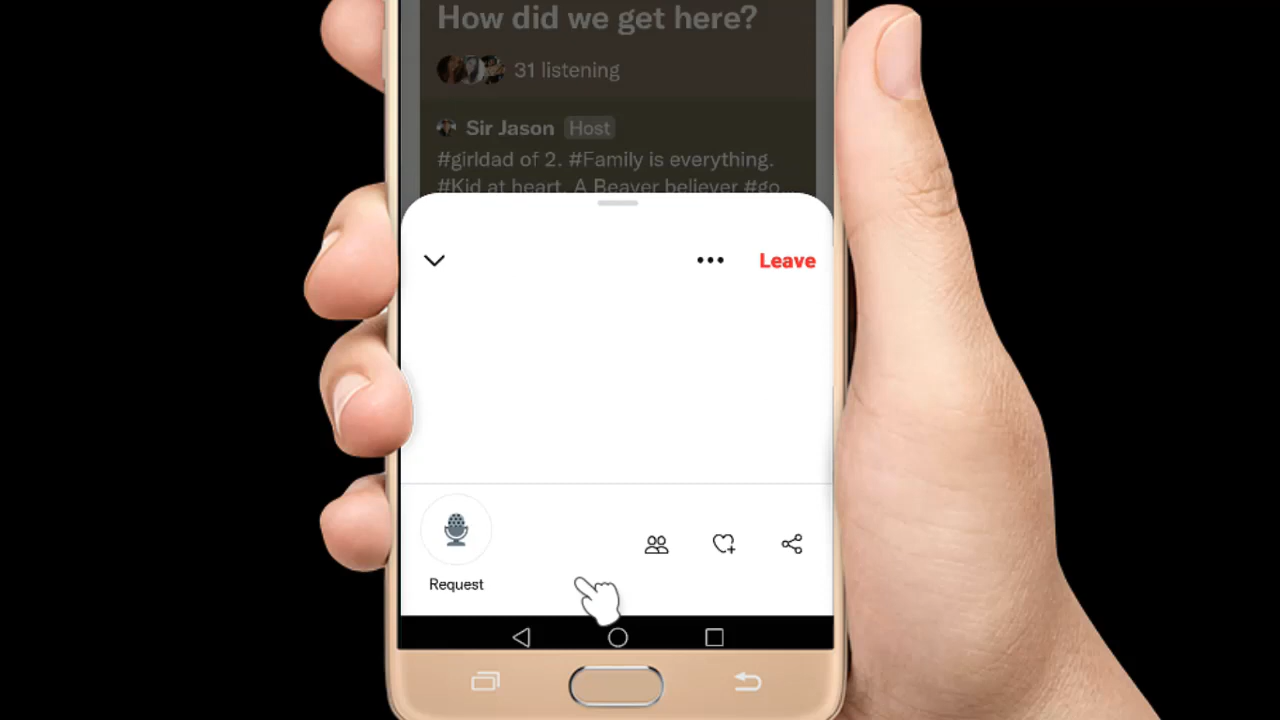 How did we get here?
31 listening
Sir Jason Host
#girldad of 2. #Family is everything.
#Kid at heart. A Beaver believer #go...
Leave
Request